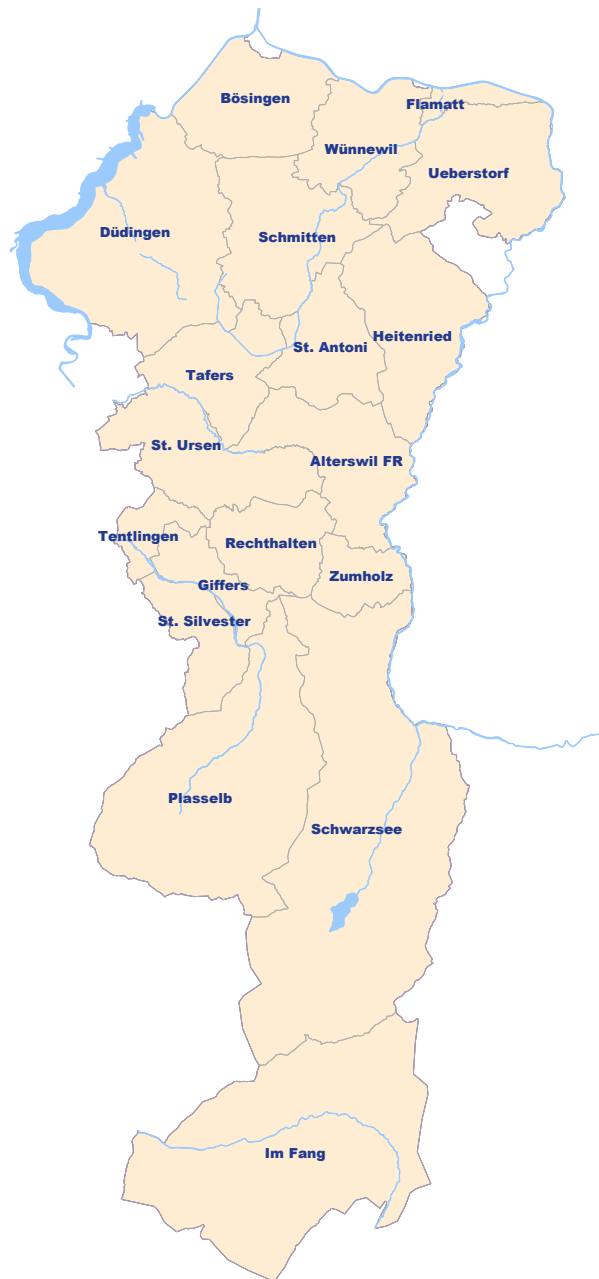 Bösingen
Flamatt
Wünnewil
Ueberstorf
Düdingen
Schmitten
Heitenried
St. Antoni
Tafers
St. Ursen
Alterswil FR
Tentlingen
Rechthalten
Zumholz
Giffers
St. Silvester
Plasselb
Schwarzsee
Im Fang